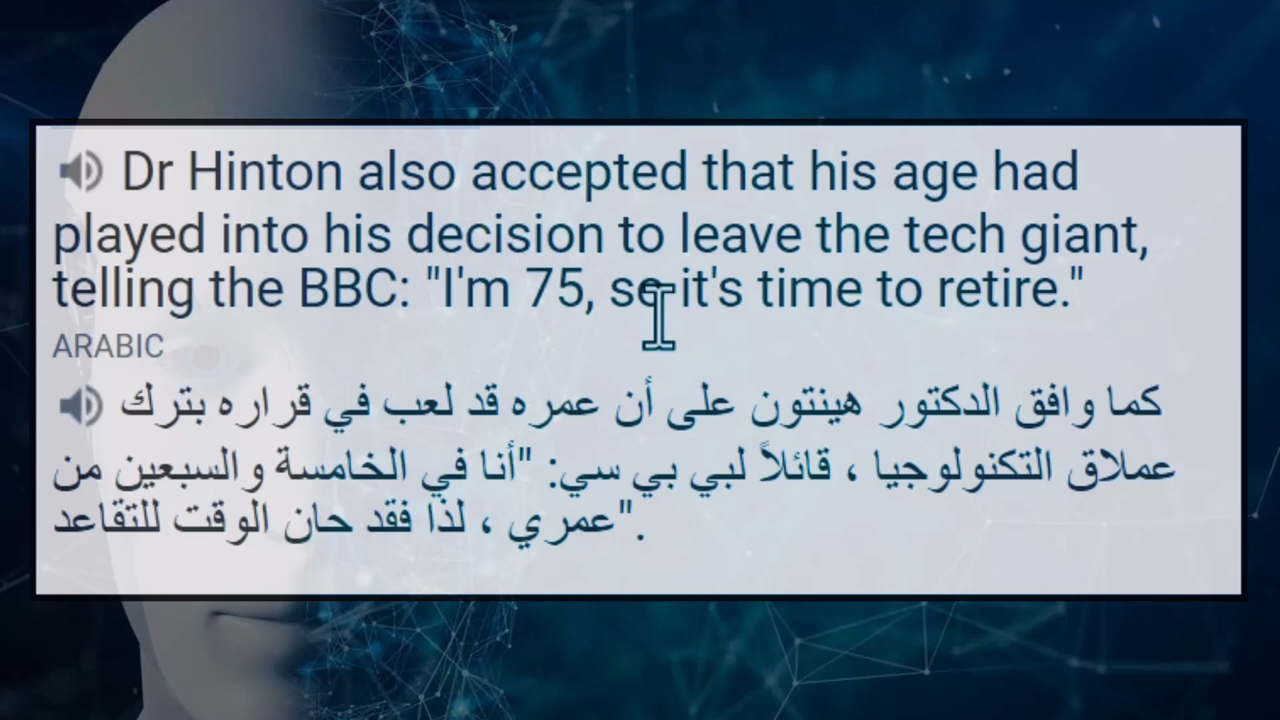 Dr Hinton also accepted that his age had
played into his decision to leave the tech giant,
telling the BBC: "I'm 75, so it's time to retire."
ARABIC
كما وافق الدكتور هينتون على أن عمره قد لعب في قراره بترك
عملاق التكنولوجيا ، قائلاً لبي بي سي: "أنا في الخامسة والسبعين من
عمري ، لذا فقد حان الوقت للتقاعد".